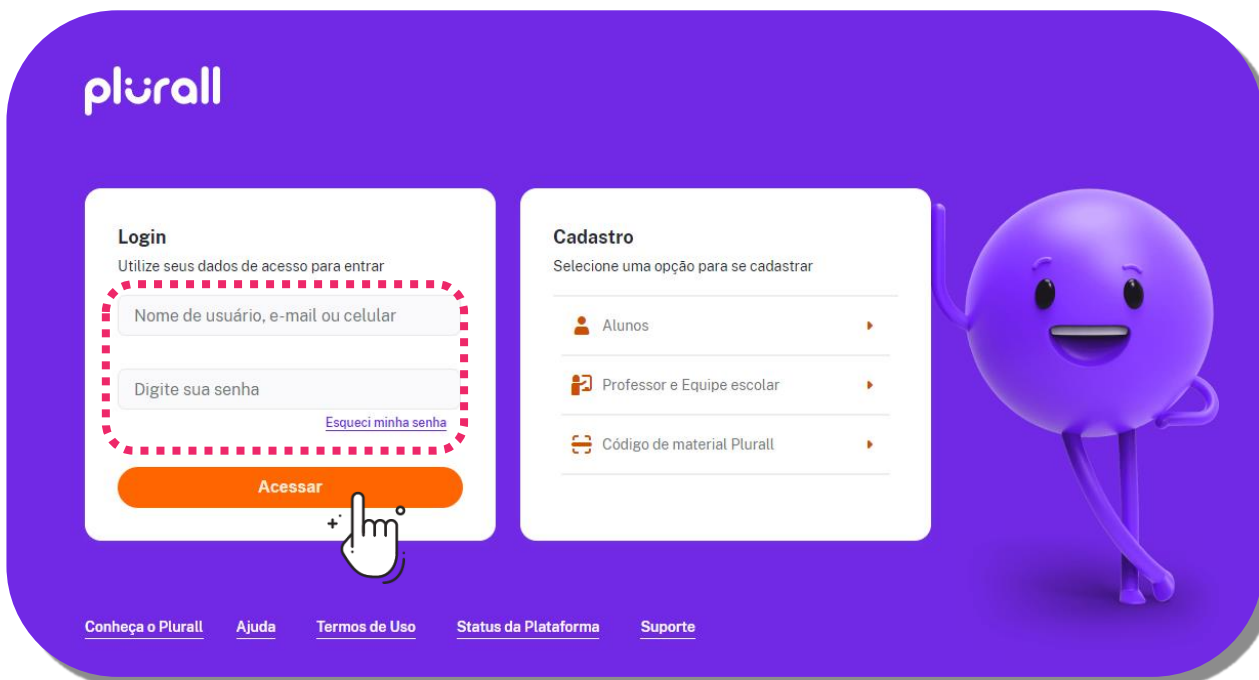 plurall
Login
Utilize seus dados de acesso para entrar
Nome de usuário, e-mail ou celular
Digite sua senha
Esqueci minha senha
Acessar
Cadastro
Selecione uma opção para se cadastrar
Alunos
Professor e Equipe escolar
Código de material Plurall
Conheça o Plurall Ajuda Termos de Uso Status da Plataforma Suporte